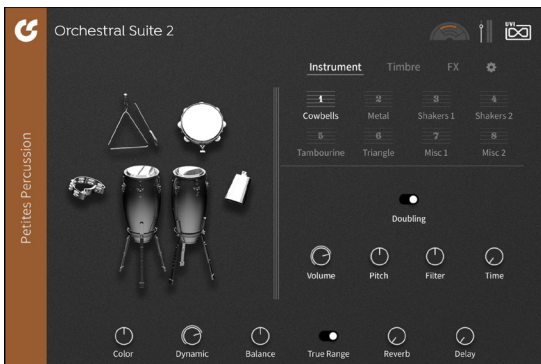 Orchestral Suite 2
UVI
Instrument Timbre FX
1 2 3 4
Cowbells Metal Shakers 1 Shakers 2
5 6 7 8
Tambourine Triangle Misc 1 Misc 2
Petites Percussion
Doubling
Volume Pitch Filter Time
Color Dynamic Balance True Range Reverb Delay